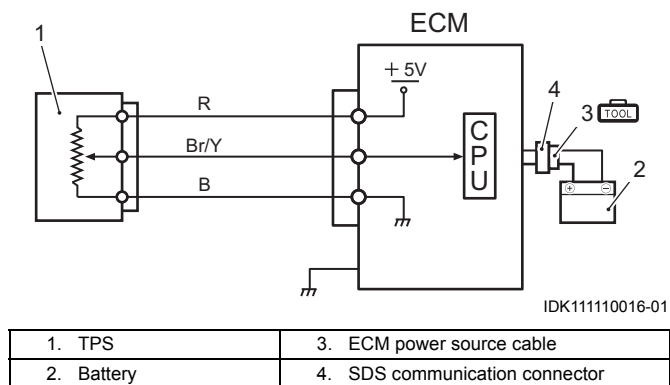 ECM
1
+ 5V
4
3 TOOL
R
Br/Y
CPU
2
B
IDK111110016-01
1. TPS 3. ECM power source cable
2. Battery 4. SDS communication connector